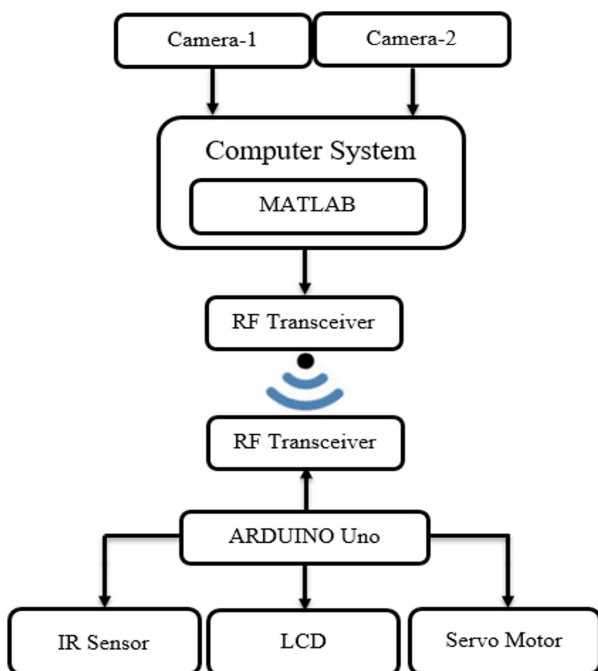 Camera-1
Camera-2
Computer System
MATLAB
RF Transceiver
RF Transceiver
ARDUINO Uno
IR Sensor
LCD
Servo Motor